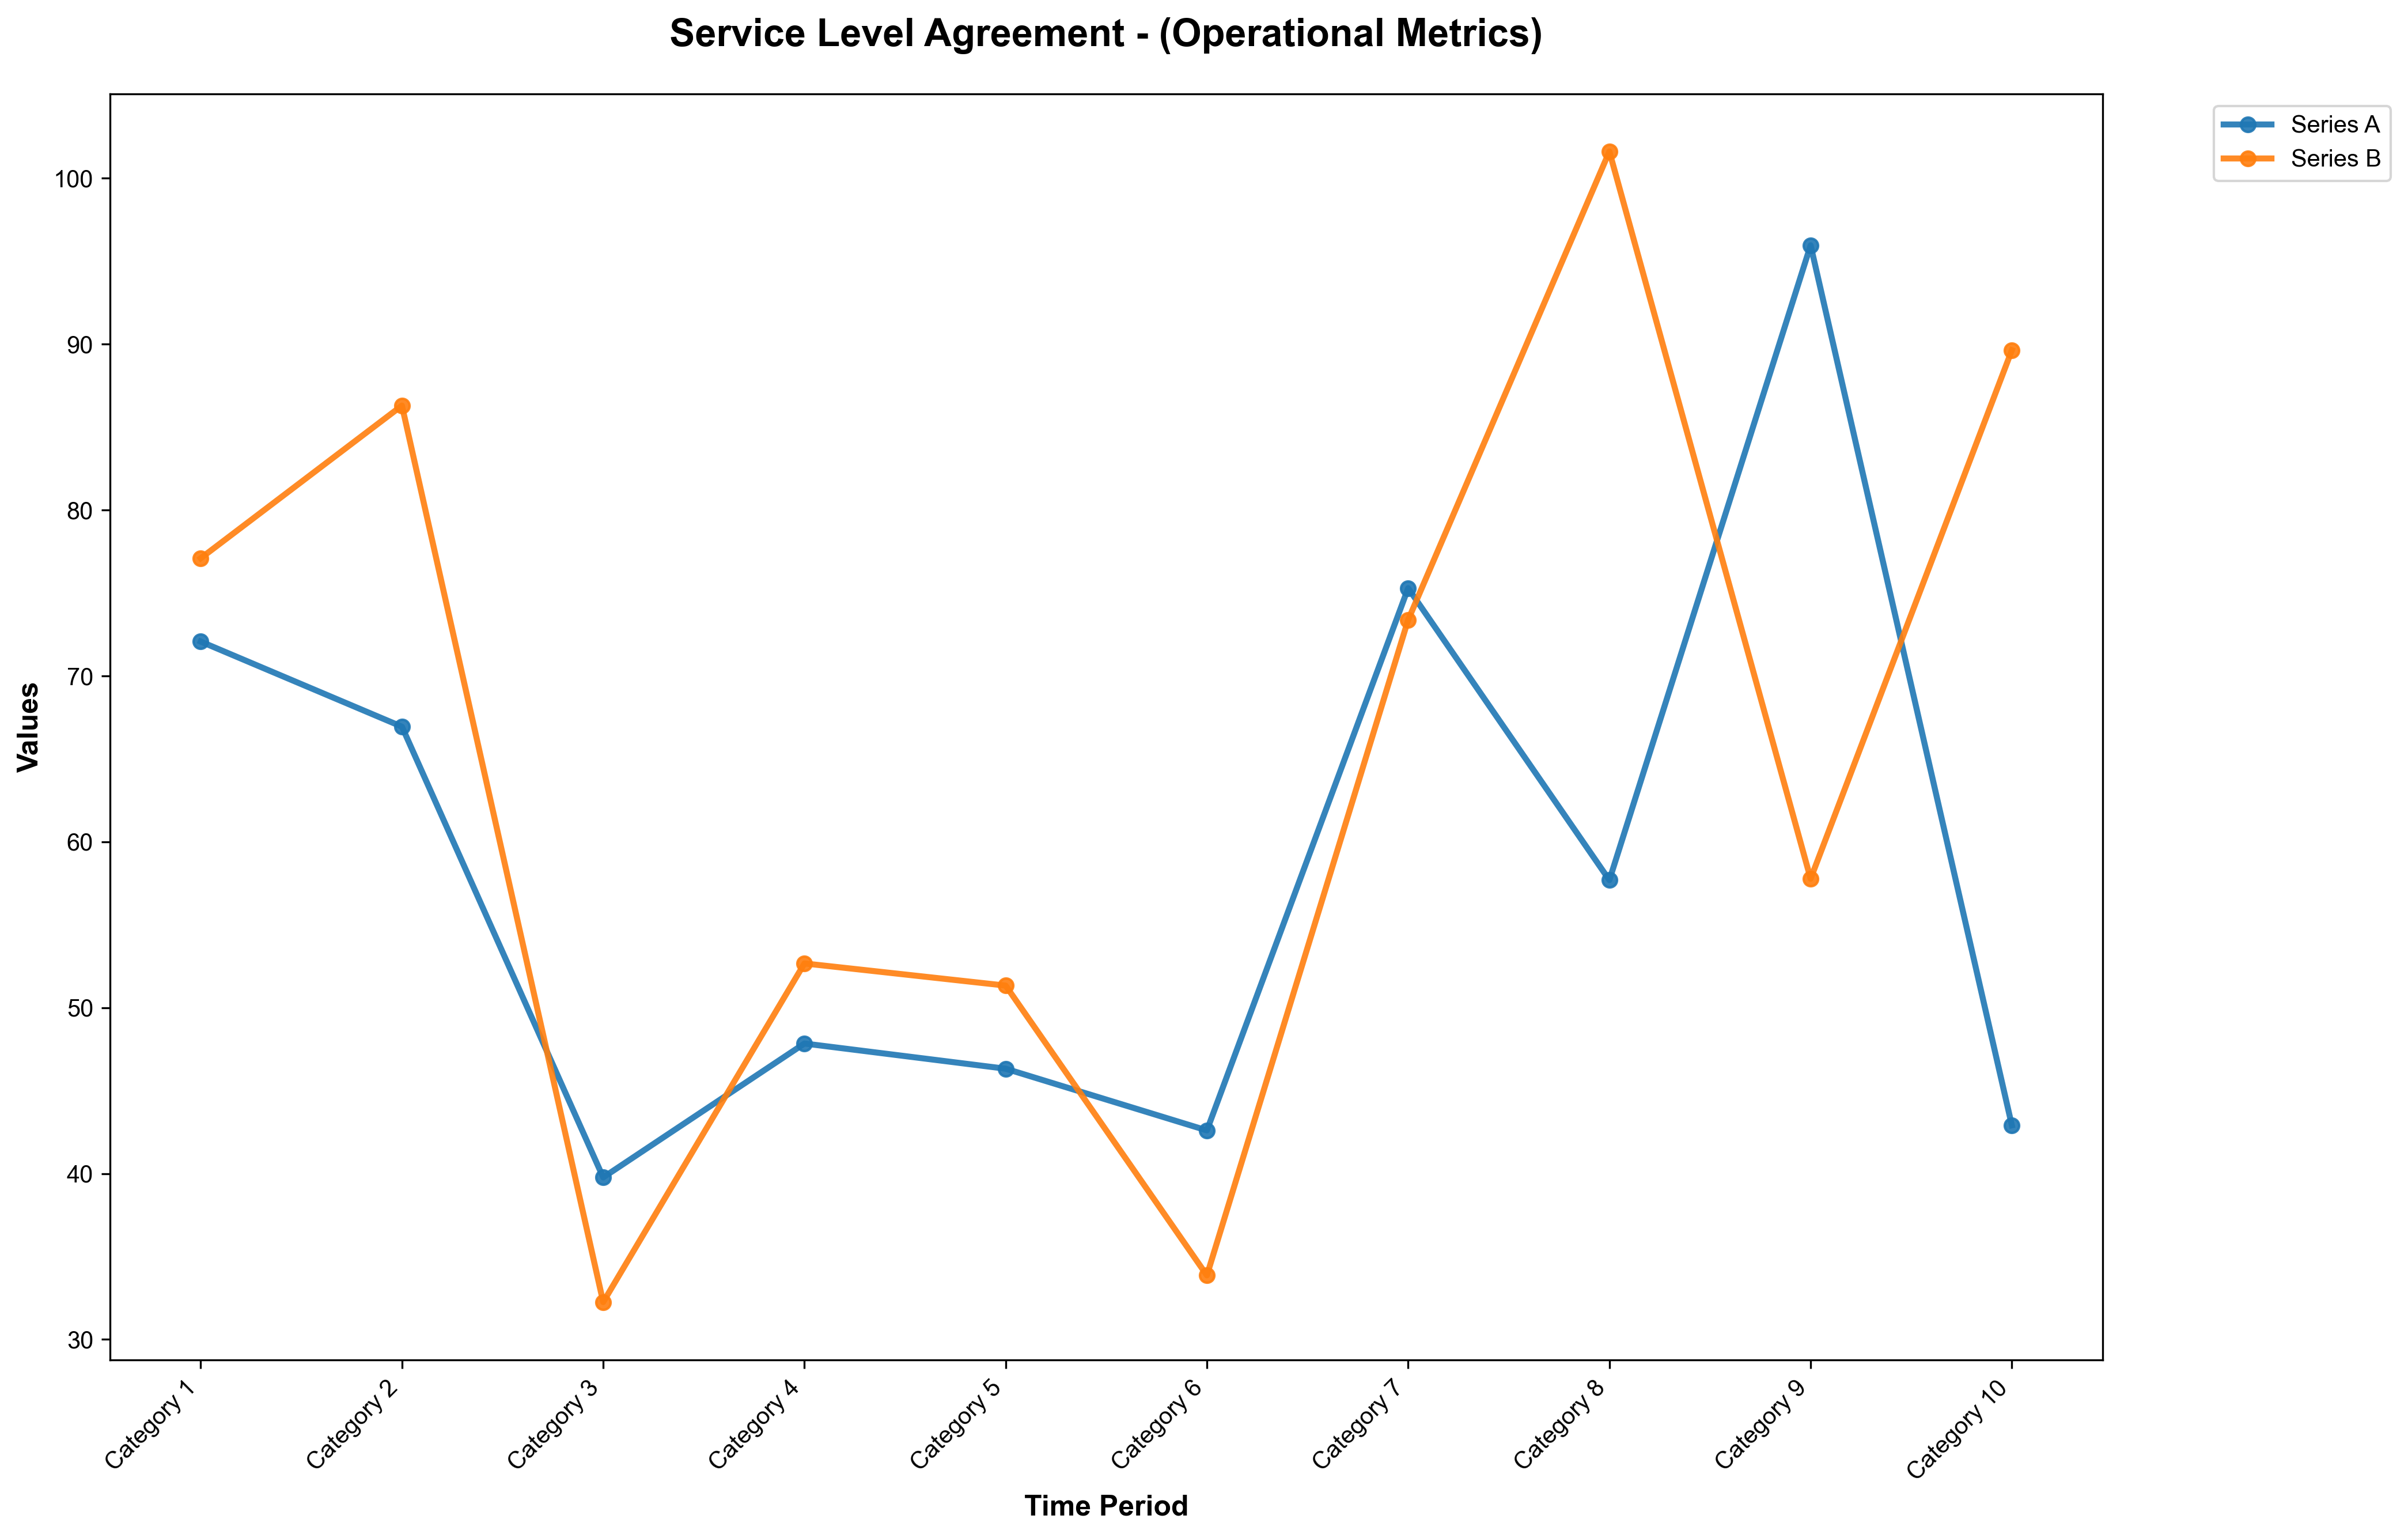 Service Level Agreement - (Operational Metrics)
Series A
Series B
Values
100
90
80
70
60
50
40
30
Category 1
Category 2
Category 3
Category 4
Category 5
Category 6
Category 7
Category 8
Category 9
Category 10
Time Period